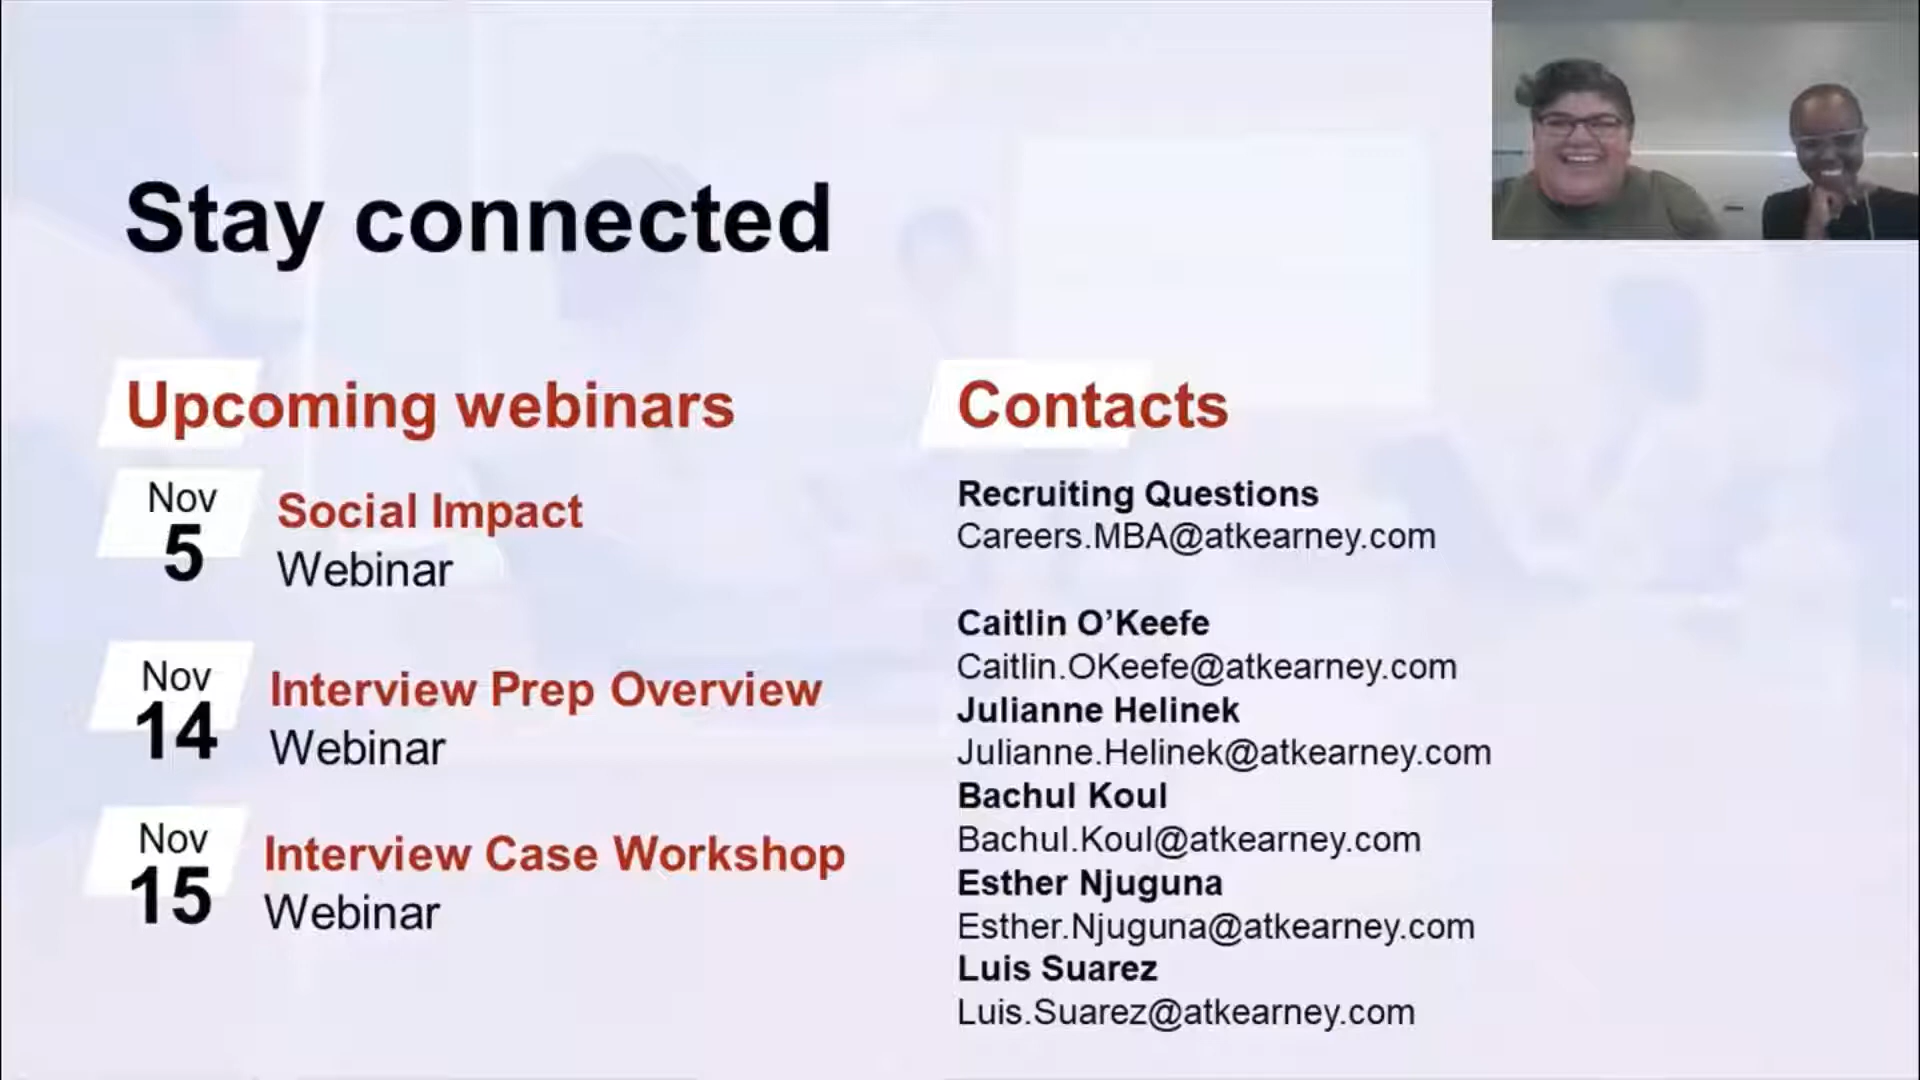 Stay connected
Upcoming webinars
Nov
5
Social Impact
Webinar
Nov
14
Interview Prep Overview
Webinar
Nov
15
Interview Case Workshop
Webinar
Contacts
Recruiting Questions
Careers.MBA@atkearney.com
Caitlin O’Keefe
Caitlin.OKeefe@atkearney.com
Julianne Helinek
Julianne.Helinek@atkearney.com
Bachul Koul
Bachul.Koul@atkearney.com
Esther Njuguna
Esther.Njuguna@atkearney.com
Luis Suarez
Luis.Suarez@atkearney.com